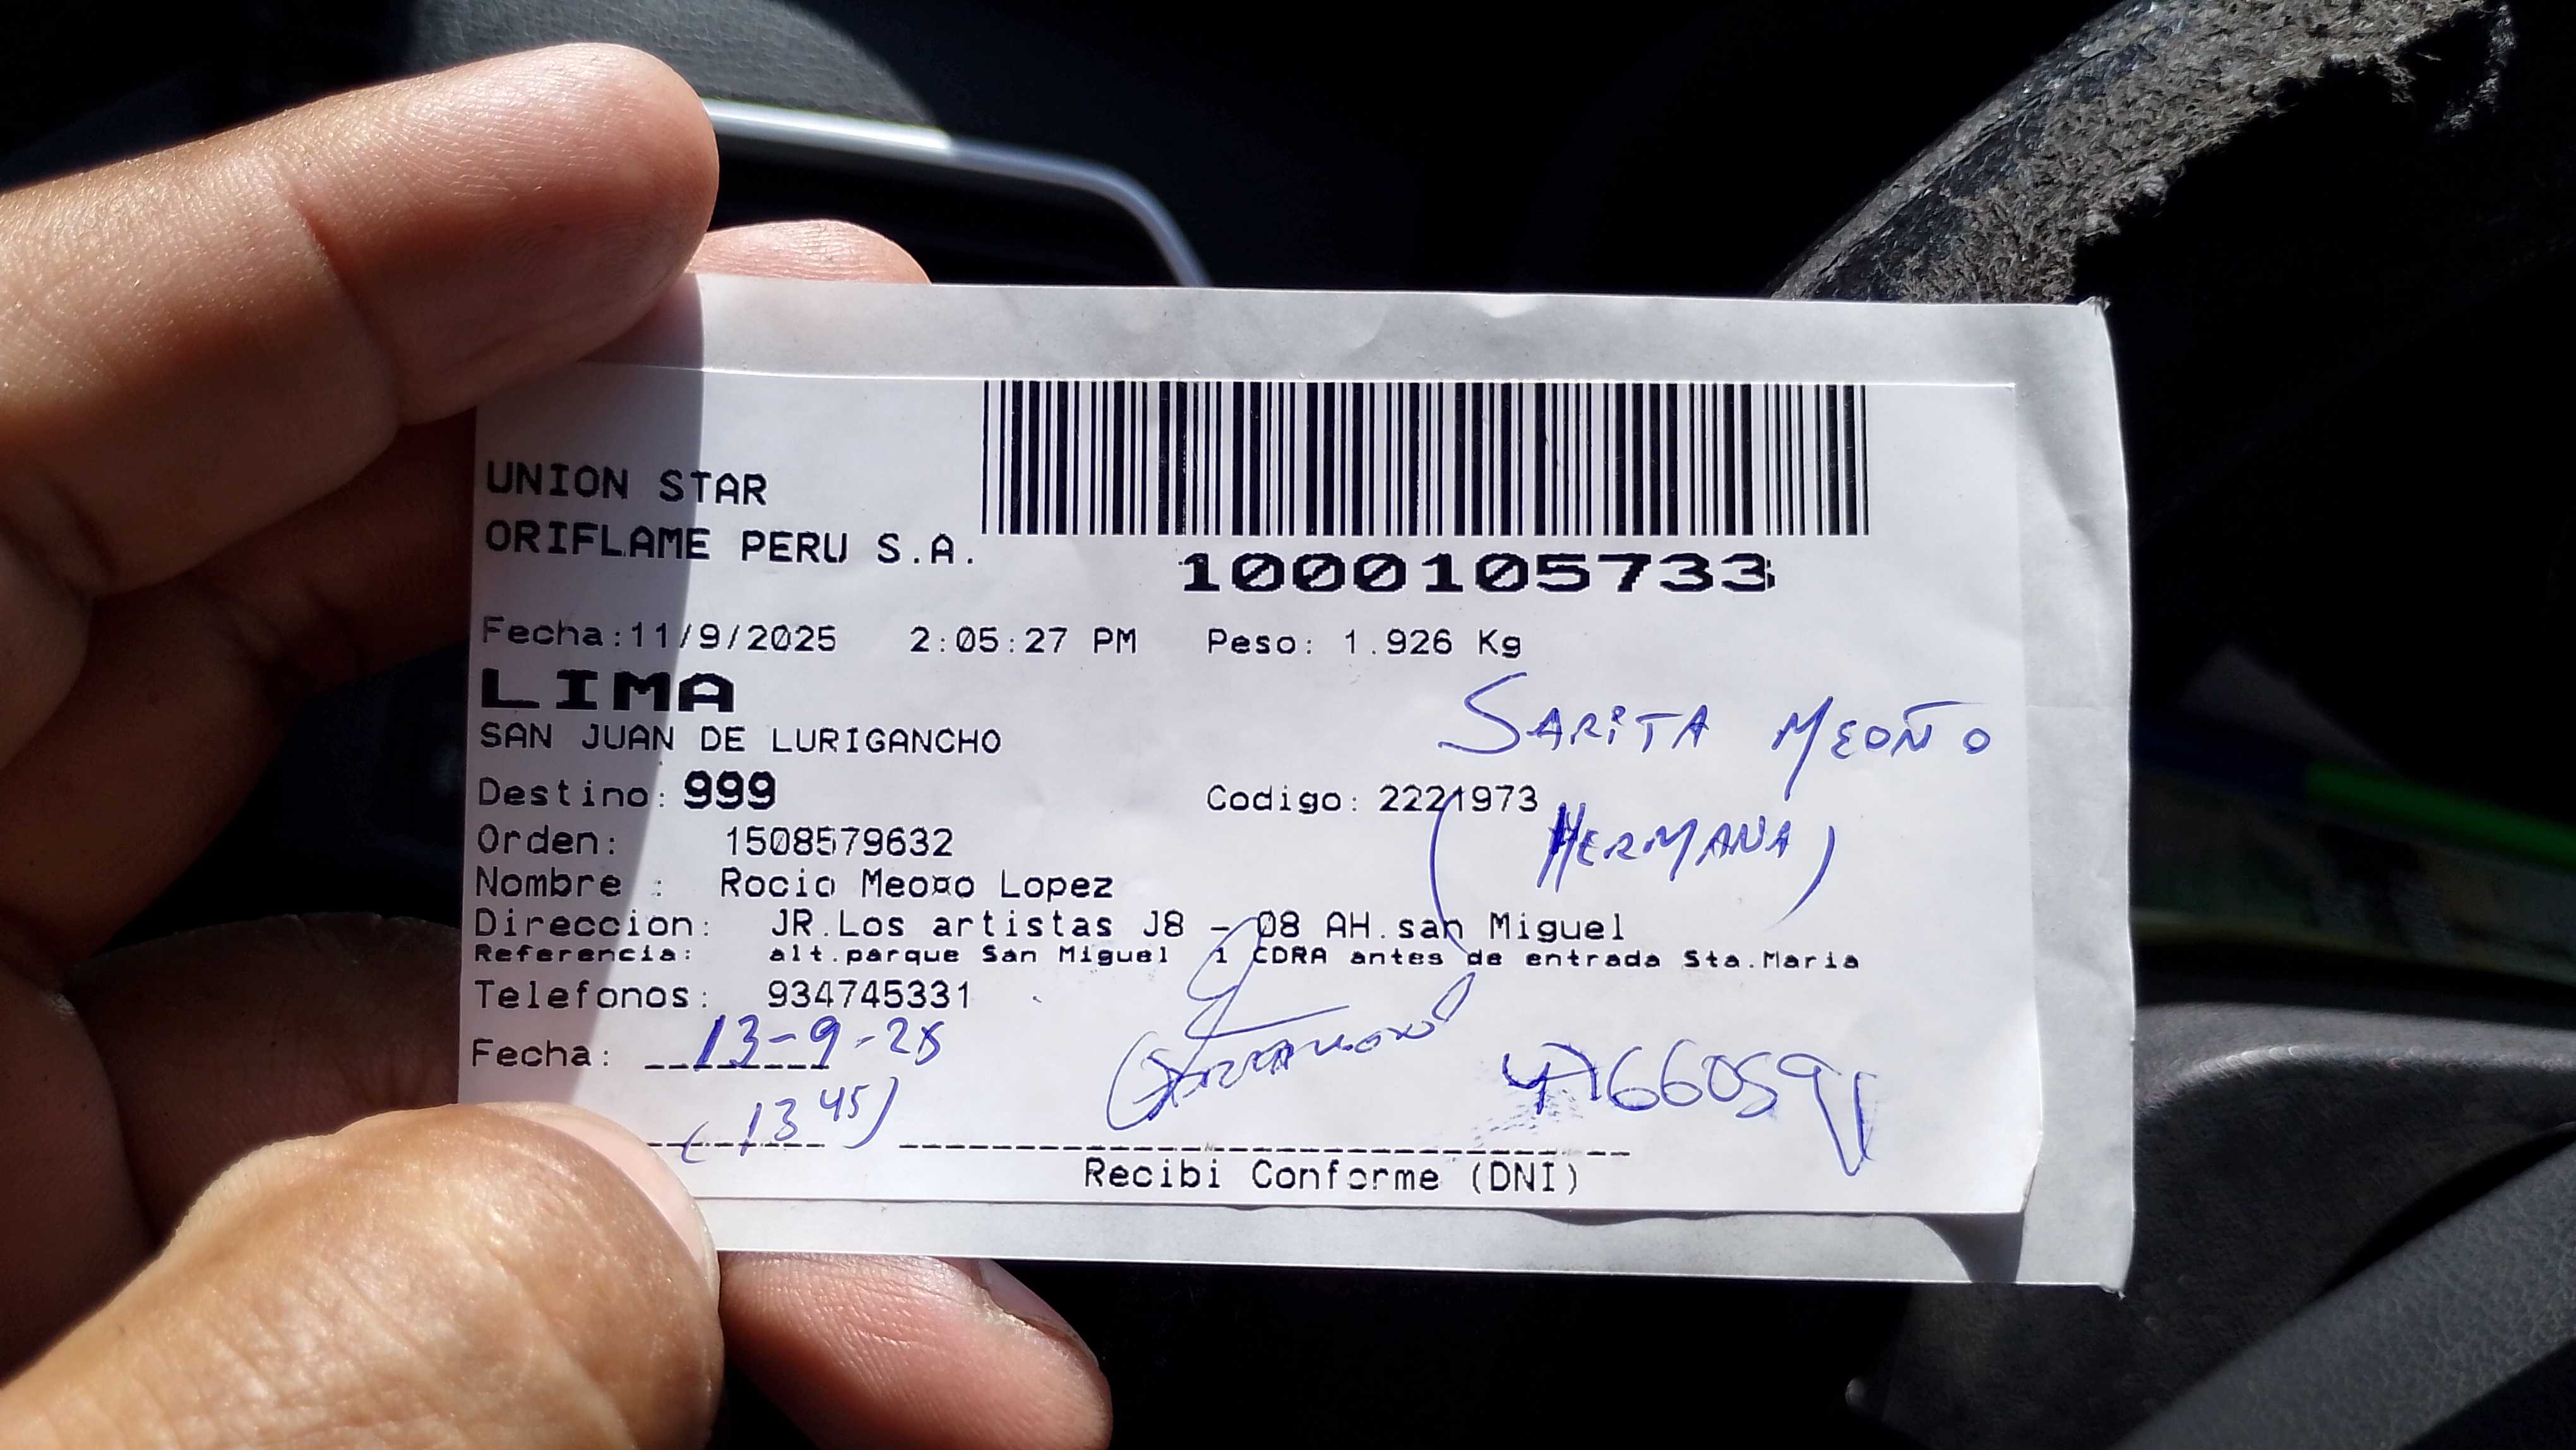 UNION STAR
ORIFLAME PERU S.A.
1000105733
Fecha:11/9/2025 2:05:27 PM Peso: 1.926 Kg
LIMA
SARITA MEOÑO
SAN JUAN DE LURIGANCHO
Destino: 999 Codigo: 2221973
(HERMANA)
Orden: 1508579632
Nombre : Rocio Meo¤o Lopez
Direccion: JR.Los artistas J8 - 08 AH.san Miguel
Referencia: alt.parque San Miguel 1 CDRA antes de entrada Sta.Maria
Telefonos: 934745331
Fecha: 13-9-25
(13 45)
Recibi Conforme (DNI)